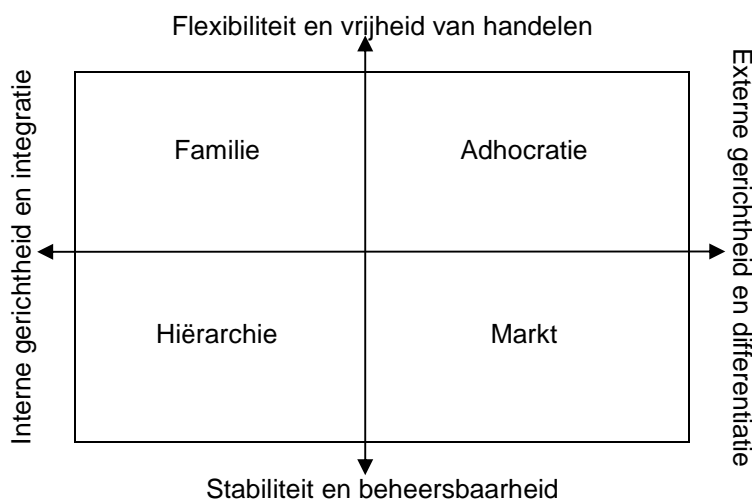 Flexibiliteit en vrijheid van handelen
Interne gerichtheid en integratie
Familie
Adhocratie
Externe gerichtheid en differentiatie
Hiërarchie
Markt
Stabiliteit en beheersbaarheid